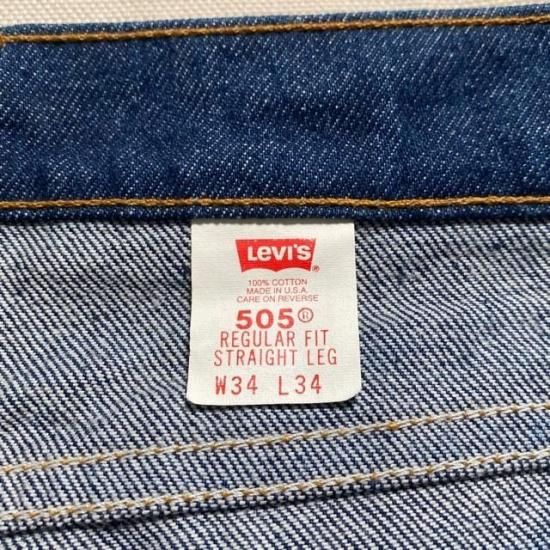 Levi's ®
100% COTTON
MADE IN U.S.A.
CARE ON REVERSE
505®
REGULAR FIT
STRAIGHT LEG
W34 L34